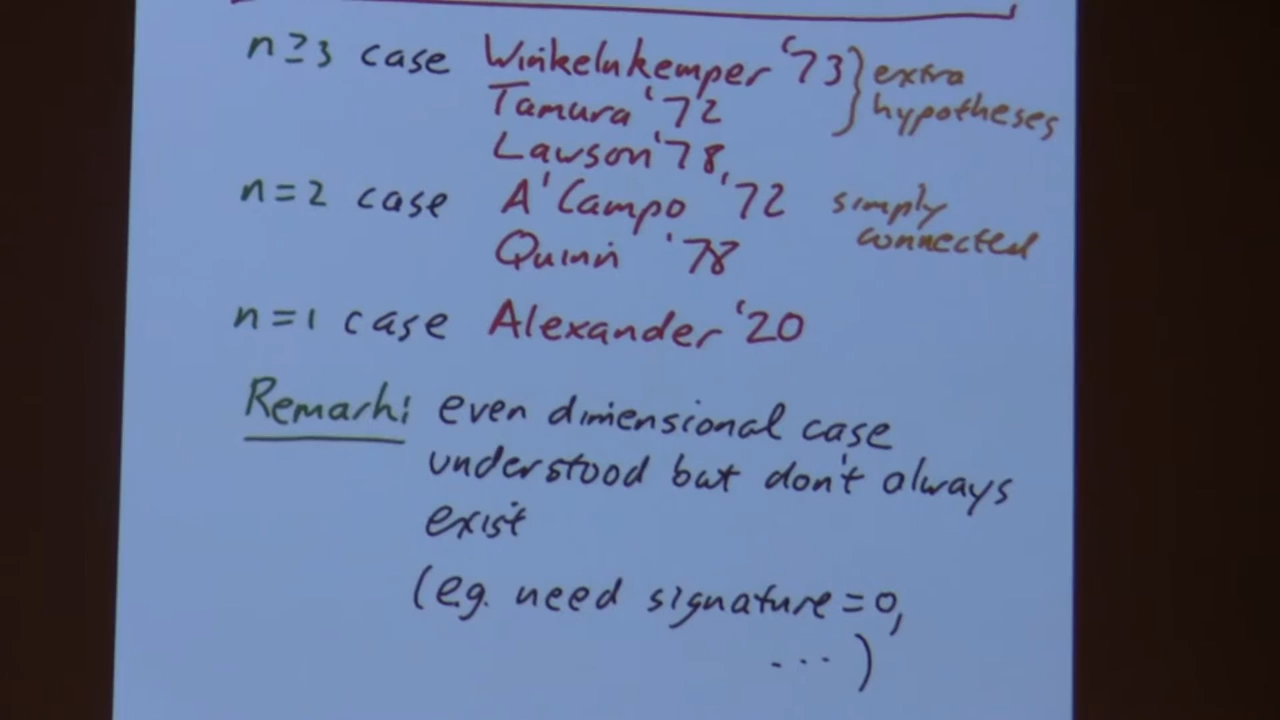 n≥3 case Winkelnkemper '73 } extra
Tamura '72 hypotheses
Lawson '78,
n=2 case A'Campo '72 simply
Quinn '78 connected
n=1 case Alexander '20
Remark: even dimensional case
understood but don't always
exist
(e.g. need signature = 0,
...)